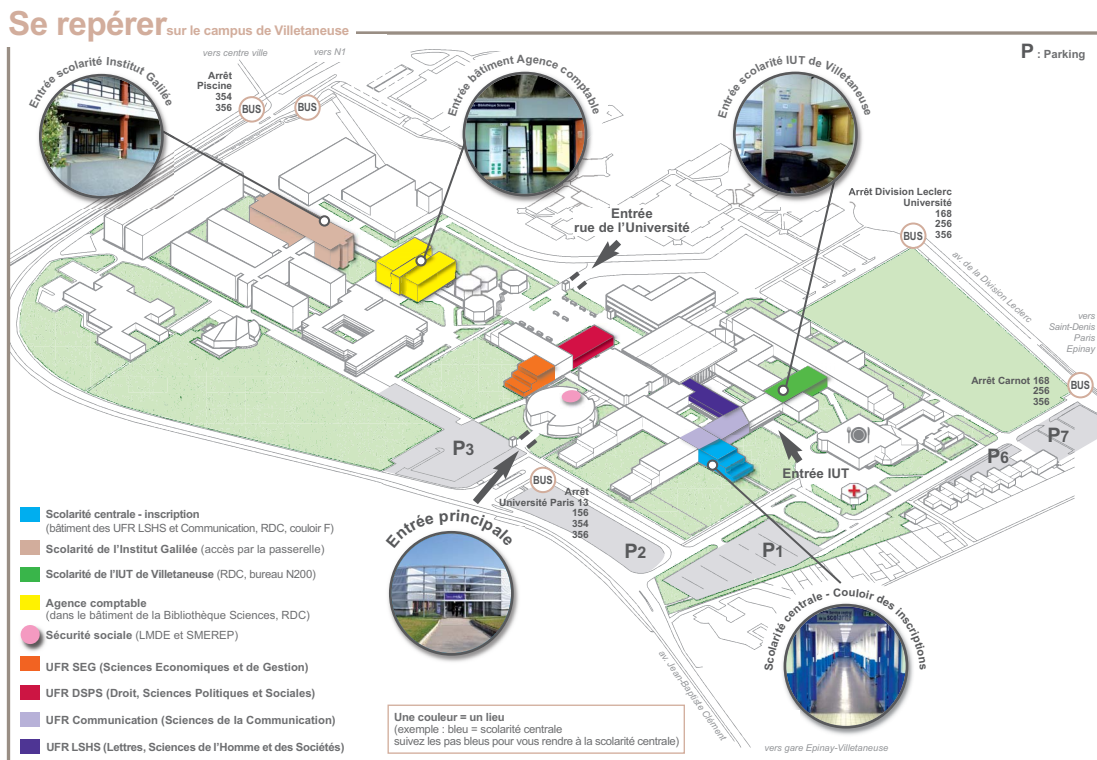 Se repérer sur le campus de Villetaneuse
P : Parking
vers centre ville
vers N1
Entrée scolarité Institut Galilée
Arrêt
Piscine
354
356
BUS
BUS
Entrée bâtiment Agence comptable
Bibliothèque Sciences
Entrée scolarité IUT de Villetaneuse
Arrêt Division Leclerc
Université
168
256
356
BUS
Entrée
rue de l'Université
av. de la Division Leclerc
vers
Saint-Denis
Paris
Epinay
Arrêt Carnot 168
256
356
BUS
P7
P6
P3
Entrée IUT
BUS
Arrêt
Université Paris 13
156
354
356
P2
P1
Entrée principale
Scolarité centrale - Couloir des inscriptions
scolarité
av. Jean-Baptiste Clément
vers gare Epinay-Villetaneuse
Scolarité centrale - inscription
(bâtiment des UFR LSHS et Communication, RDC, couloir F)
Scolarité de l'Institut Galilée (accès par la passerelle)
Scolarité de l'IUT de Villetaneuse (RDC, bureau N200)
Agence comptable
(dans le bâtiment de la Bibliothèque Sciences, RDC)
Sécurité sociale (LMDE et SMEREP)
UFR SEG (Sciences Economiques et de Gestion)
UFR DSPS (Droit, Sciences Politiques et Sociales)
UFR Communication (Sciences de la Communication)
UFR LSHS (Lettres, Sciences de l'Homme et des Sociétés)
Une couleur = un lieu
(exemple : bleu = scolarité centrale
suivez les pas bleus pour vous rendre à la scolarité centrale)